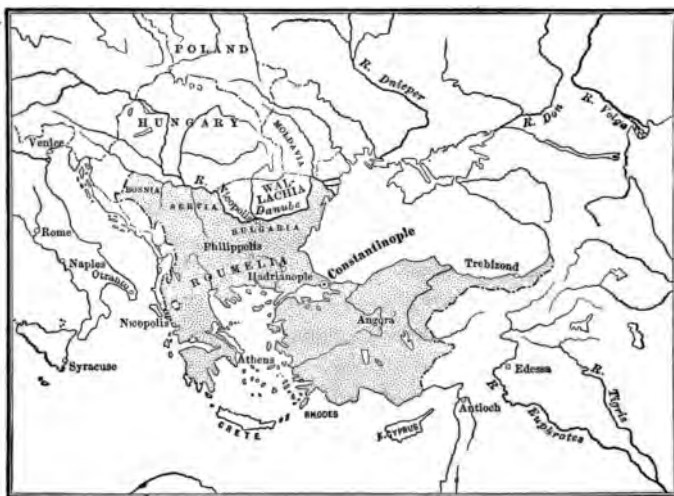 POLAND
R. Dnieper
R. Don
R. Volga
HUNGARY
MOLDAVIA
Venice
BOSNIA
SERVIA
R.
Nicopolis
WAL-
LACHIA
Danube
BULGARIA
Rome
Philippolis
Constantinople
Naples
Otranto
ROUMELIA
Hadrianople
Trebizond
Nicopolis
Angora
Athens
Syracuse
Edessa
R. Tigris
RHODES
Antioch
R. Euphrates
CRETE
K. CYPRUS